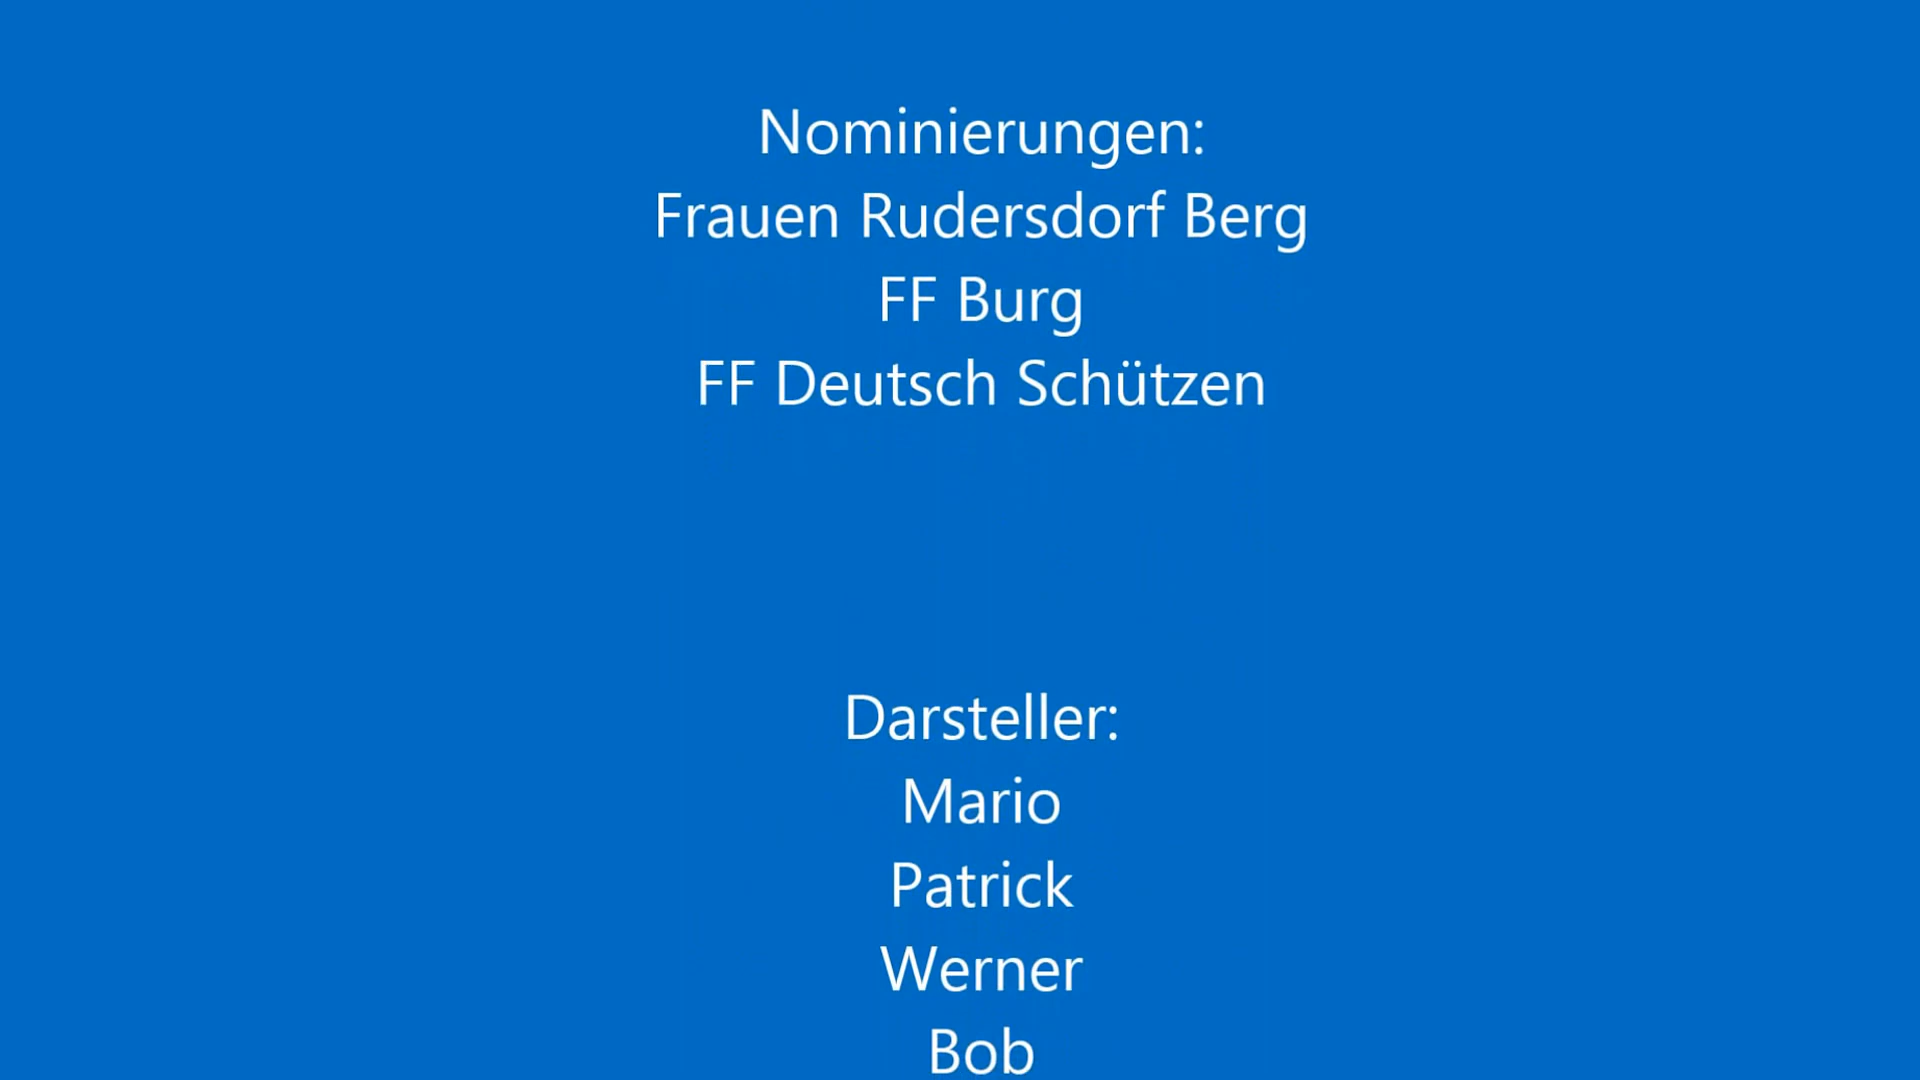 Nominierungen:
Frauen Rudersdorf Berg
FF Burg
FF Deutsch Schützen
Darsteller:
Mario
Patrick
Werner
Bob